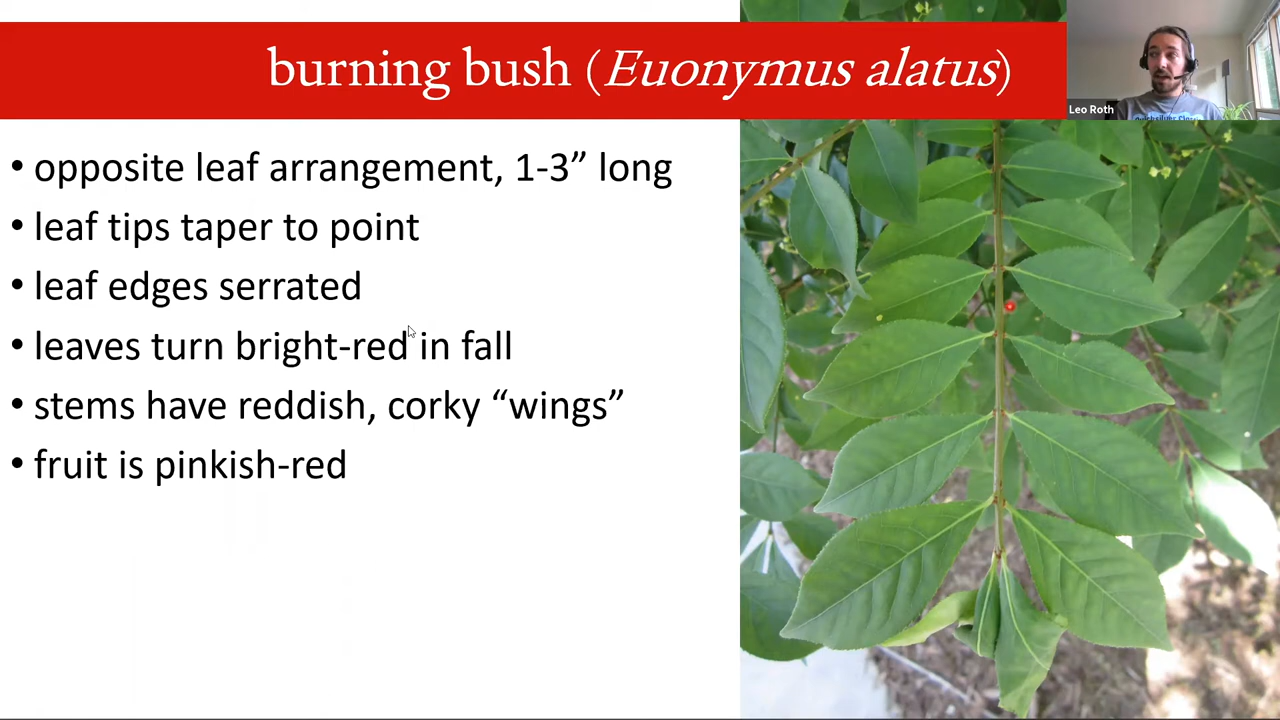 burning bush (Euonymus alatus)
Leo Roth
• opposite leaf arrangement, 1-3” long
• leaf tips taper to point
• leaf edges serrated
• leaves turn bright-red in fall
• stems have reddish, corky “wings”
• fruit is pinkish-red